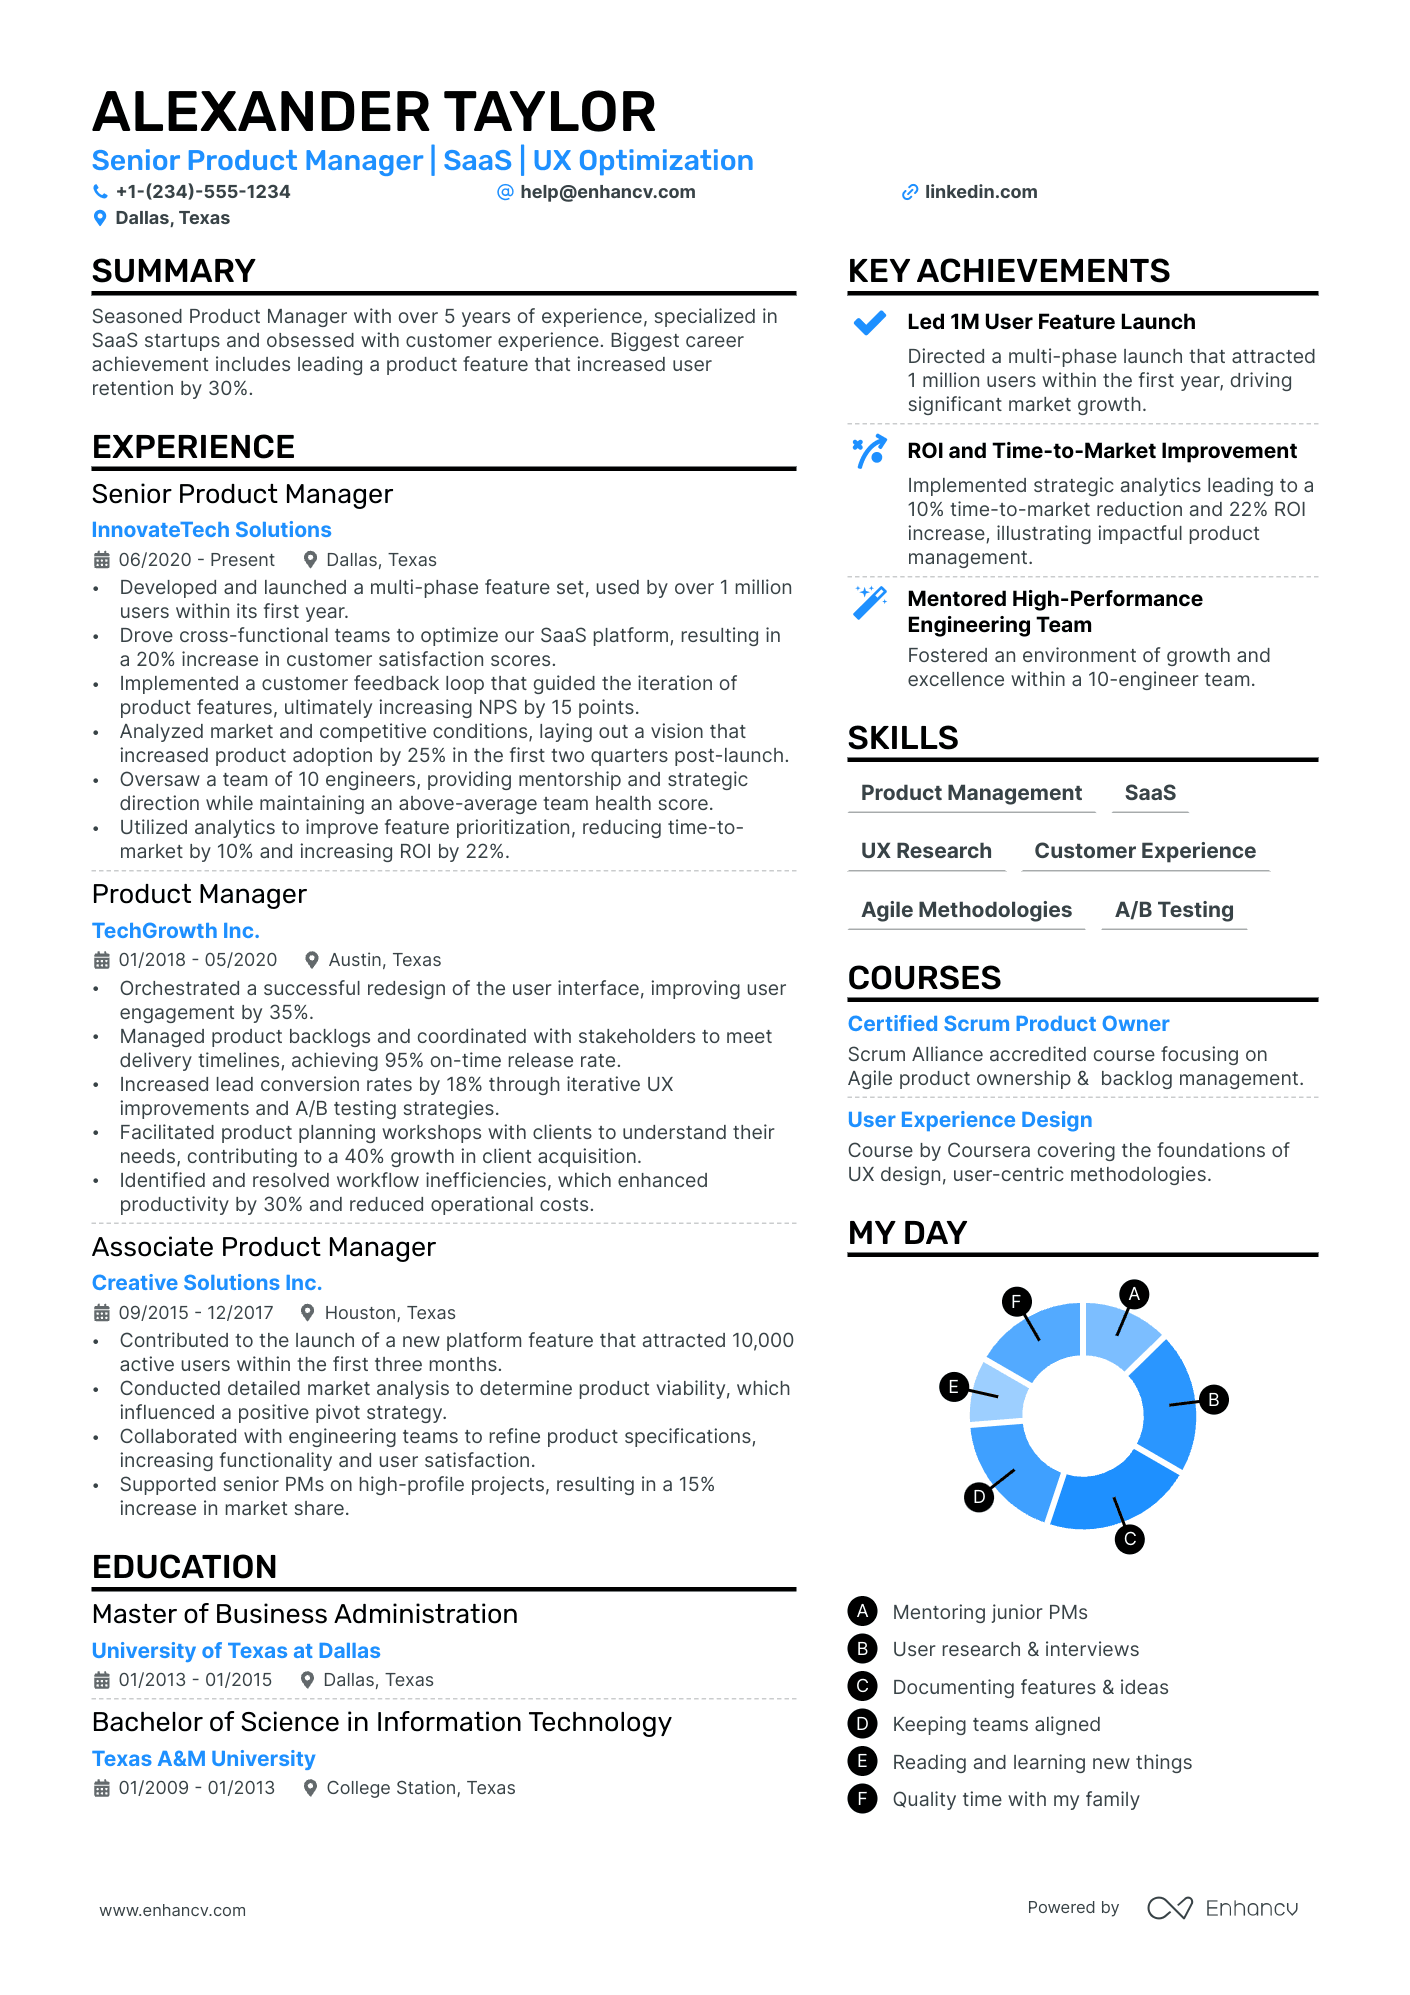 ALEXANDER TAYLOR
Senior Product Manager | SaaS | UX Optimization
+1-(234)-555-1234
help@enhancv.com
linkedin.com
Dallas, Texas
SUMMARY
Seasoned Product Manager with over 5 years of experience, specialized in
SaaS startups and obsessed with customer experience. Biggest career
achievement includes leading a product feature that increased user
retention by 30%.
EXPERIENCE
Senior Product Manager
InnovateTech Solutions
06/2020 - Present Dallas, Texas
• Developed and launched a multi-phase feature set, used by over 1 million
users within its first year.
• Drove cross-functional teams to optimize our SaaS platform, resulting in
a 20% increase in customer satisfaction scores.
• Implemented a customer feedback loop that guided the iteration of
product features, ultimately increasing NPS by 15 points.
• Analyzed market and competitive conditions, laying out a vision that
increased product adoption by 25% in the first two quarters post-launch.
• Oversaw a team of 10 engineers, providing mentorship and strategic
direction while maintaining an above-average team health score.
• Utilized analytics to improve feature prioritization, reducing time-to-
market by 10% and increasing ROI by 22%.
Product Manager
TechGrowth Inc.
01/2018 - 05/2020 Austin, Texas
• Orchestrated a successful redesign of the user interface, improving user
engagement by 35%.
• Managed product backlogs and coordinated with stakeholders to meet
delivery timelines, achieving 95% on-time release rate.
• Increased lead conversion rates by 18% through iterative UX
improvements and A/B testing strategies.
• Facilitated product planning workshops with clients to understand their
needs, contributing to a 40% growth in client acquisition.
• Identified and resolved workflow inefficiencies, which enhanced
productivity by 30% and reduced operational costs.
Associate Product Manager
Creative Solutions Inc.
09/2015 - 12/2017 Houston, Texas
• Contributed to the launch of a new platform feature that attracted 10,000
active users within the first three months.
• Conducted detailed market analysis to determine product viability, which
influenced a positive pivot strategy.
• Collaborated with engineering teams to refine product specifications,
increasing functionality and user satisfaction.
• Supported senior PMs on high-profile projects, resulting in a 15%
increase in market share.
EDUCATION
Master of Business Administration
University of Texas at Dallas
01/2013 - 01/2015 Dallas, Texas
Bachelor of Science in Information Technology
Texas A&M University
01/2009 - 01/2013 College Station, Texas
KEY ACHIEVEMENTS
Led 1M User Feature Launch
Directed a multi-phase launch that attracted
1 million users within the first year, driving
significant market growth.
ROI and Time-to-Market Improvement
Implemented strategic analytics leading to a
10% time-to-market reduction and 22% ROI
increase, illustrating impactful product
management.
Mentored High-Performance
Engineering Team
Fostered an environment of growth and
excellence within a 10-engineer team.
SKILLS
Product Management SaaS
UX Research Customer Experience
Agile Methodologies A/B Testing
COURSES
Certified Scrum Product Owner
Scrum Alliance accredited course focusing on
Agile product ownership &  backlog management.
User Experience Design
Course by Coursera covering the foundations of
UX design, user-centric methodologies.
MY DAY
A
B
C
D
E
F
A Mentoring junior PMs
B User research & interviews
C Documenting features & ideas
D Keeping teams aligned
E Reading and learning new things
F Quality time with my family
www.enhancv.com
Powered by Enhancv